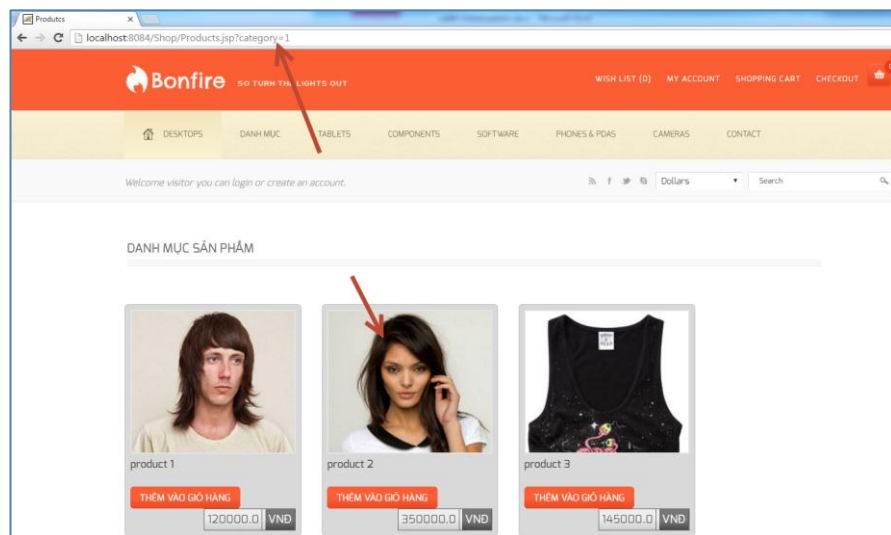 Produtcs
localhost:8084/Shop/Products.jsp?category=1
Bonfire SO TURN THE LIGHTS OUT
WISH LIST (0) MY ACCOUNT SHOPPING CART CHECKOUT
DESKTOPS DANH MỤC TABLETS COMPONENTS SOFTWARE PHONES & PDAS CAMERAS CONTACT
Welcome visitor you can login or create an account.
Dollars Search
DANH MỤC SẢN PHẨM
product 1 product 2 product 3
THÊM VÀO GIỎ HÀNG THÊM VÀO GIỎ HÀNG THÊM VÀO GIỎ HÀNG
120000.0 VNĐ 350000.0 VNĐ 145000.0 VNĐ